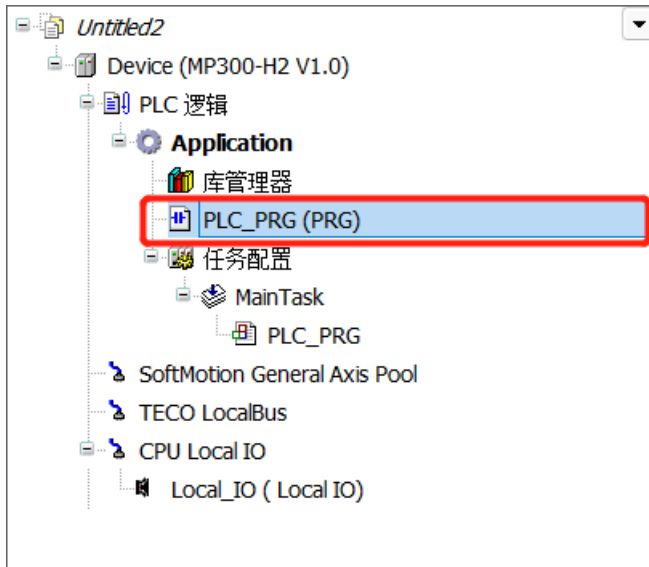 Untitled2
Device (MP300-H2 V1.0)
PLC 逻辑
Application
库管理器
PLC_PRG (PRG)
任务配置
MainTask
PLC_PRG
SoftMotion General Axis Pool
TECO LocalBus
CPU Local IO
Local_IO ( Local IO)